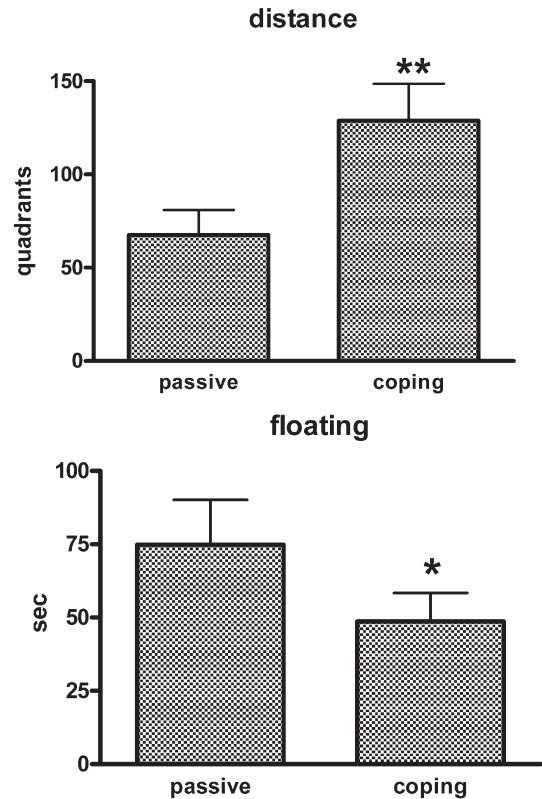 distance
**
150
100
50
0
quadrants
passive coping
floating
100
75
50
25
0
*
sec
passive coping